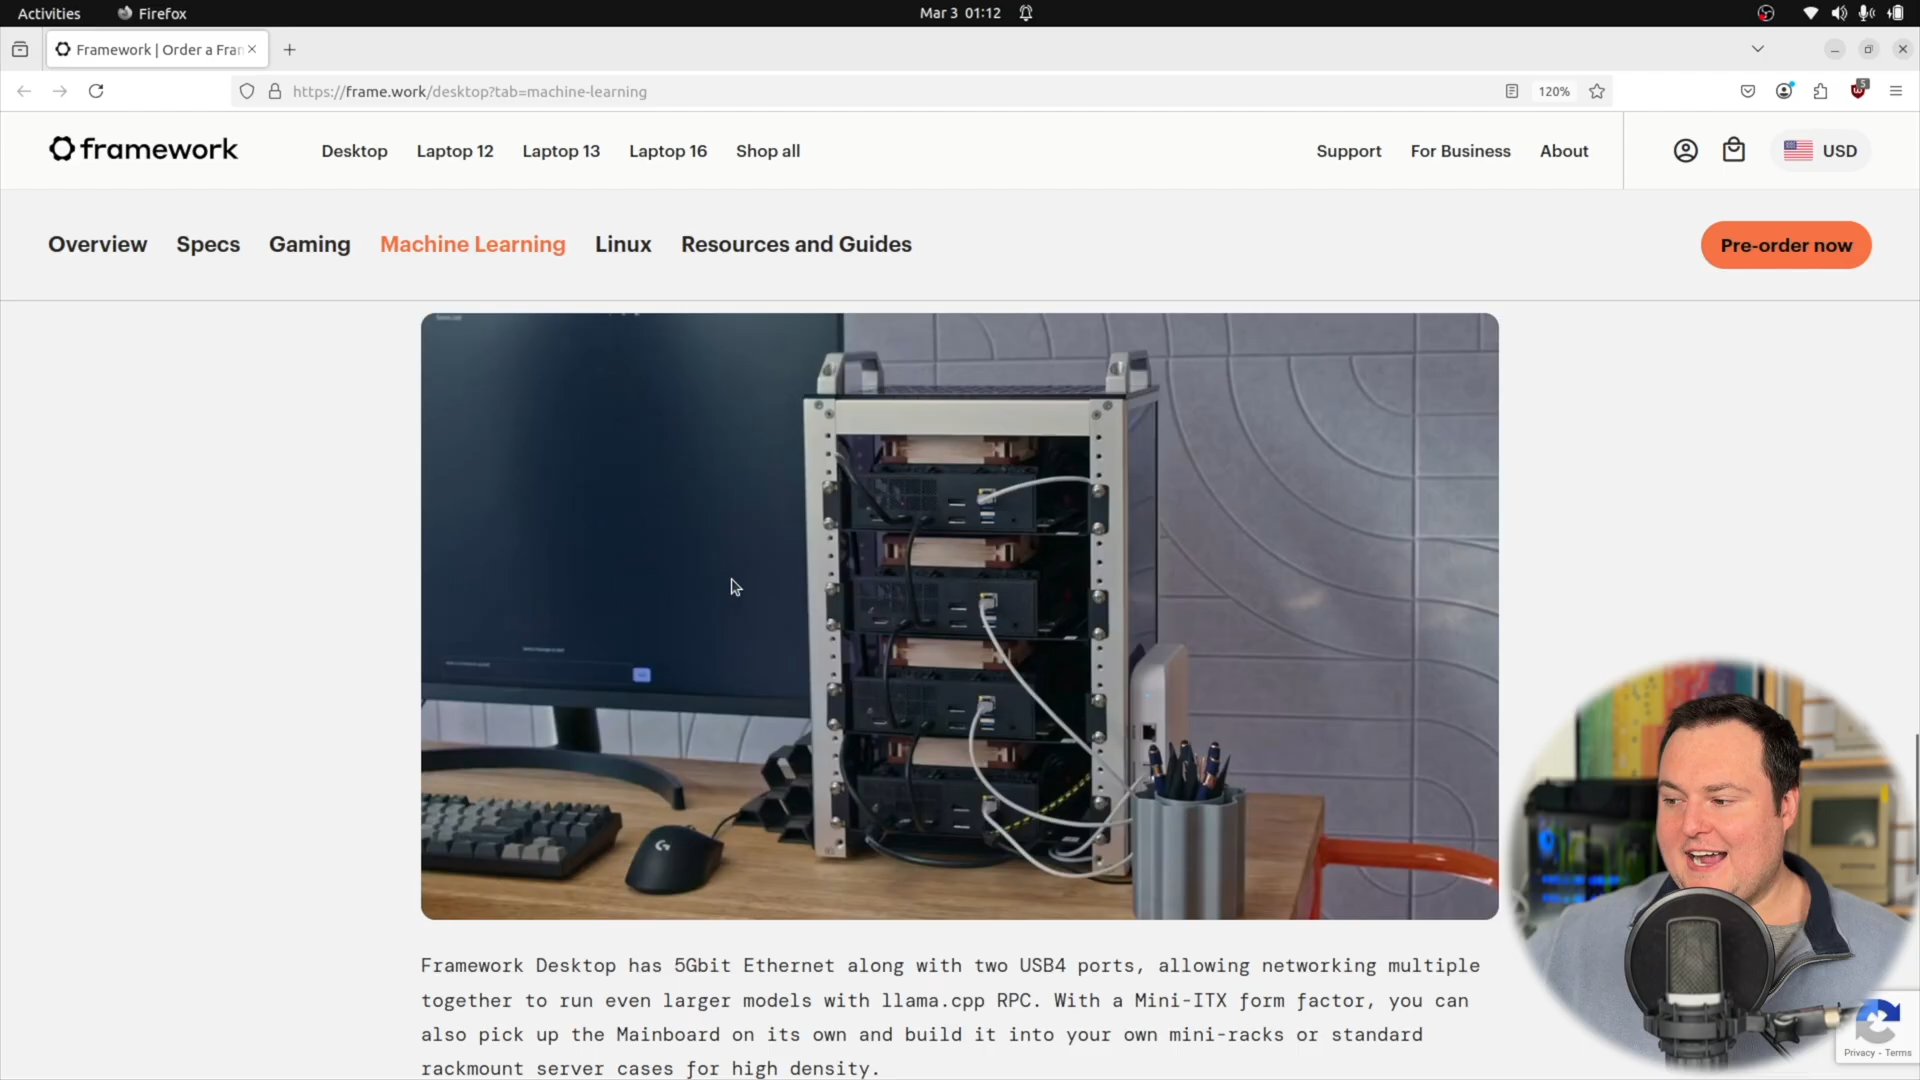 Activities
Firefox
Mar 3 01:12
Framework | Order a Fran
https://frame.work/desktop?tab=machine-learning
120%
5
framework
Desktop
Laptop 12
Laptop 13
Laptop 16
Shop all
Support
For Business
About
USD
Overview
Specs
Gaming
Machine Learning
Linux
Resources and Guides
Pre-order now
G
Framework Desktop has 5Gbit Ethernet along with two USB4 ports, allowing networking multiple
together to run even larger models with llama.cpp RPC. With a Mini-ITX form factor, you can
also pick up the Mainboard on its own and build it into your own mini-racks or standard
rackmount server cases for high density.
Privacy - Terms